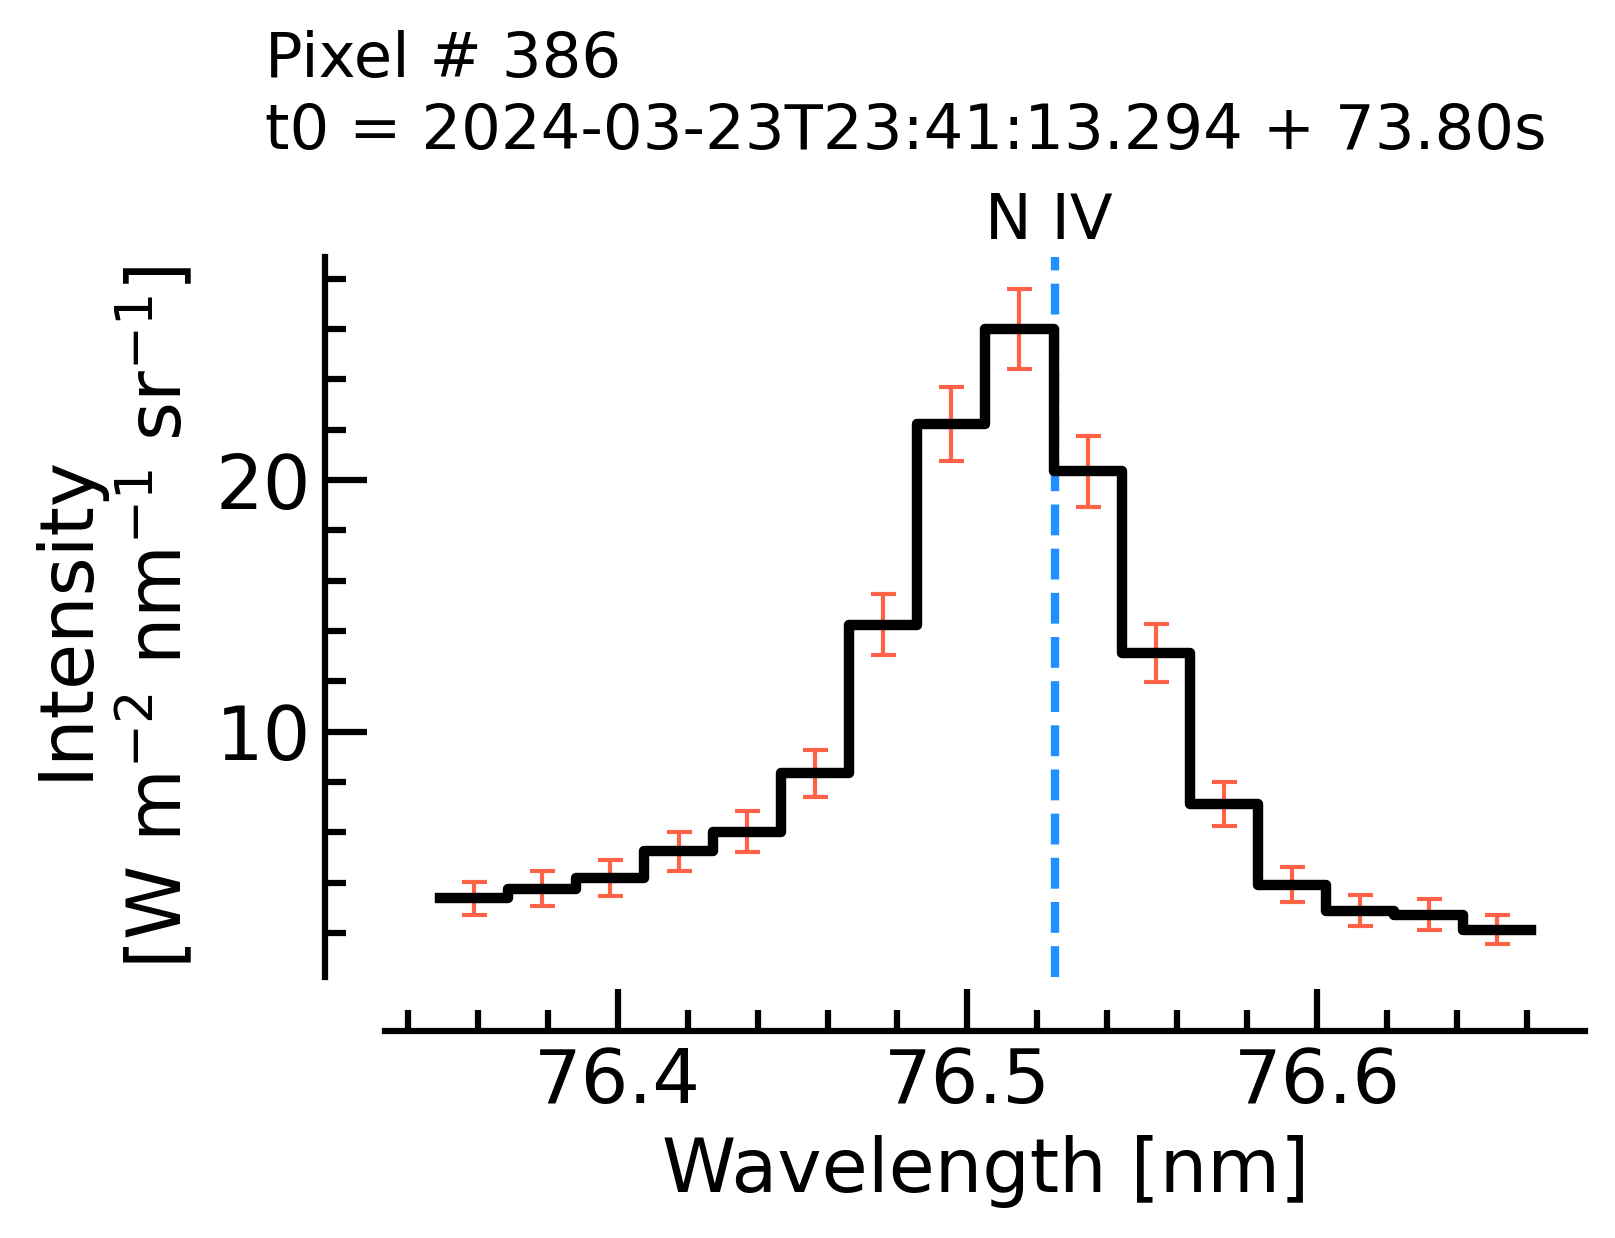 Pixel # 386
t0 = 2024-03-23T23:41:13.294 + 73.80s
N IV
Intensity
[W m⁻² nm⁻¹ sr⁻¹]
20
10
76.4 76.5 76.6
Wavelength [nm]